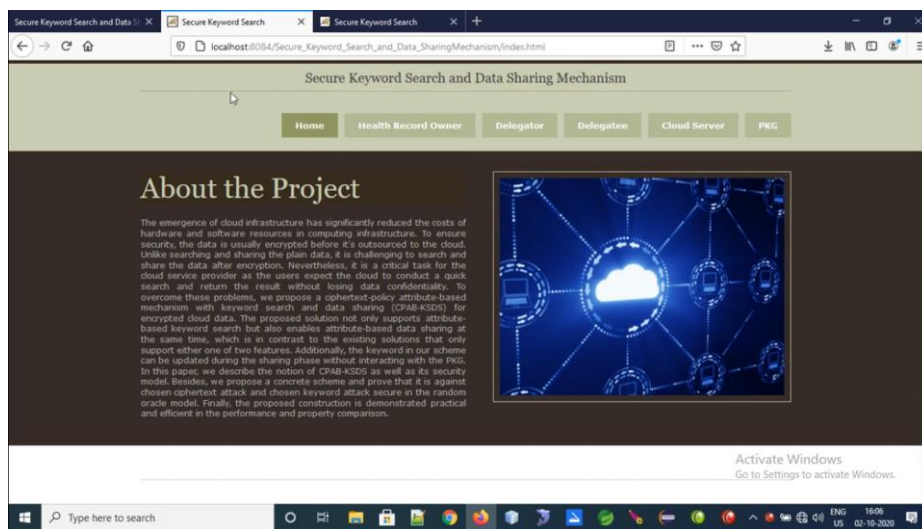 Secure Keyword Search and Data Sh
Secure Keyword Search
Secure Keyword Search
localhost:8084/Secure_Keyword_Search_and_Data_SharingMechanism/index.html
Secure Keyword Search and Data Sharing Mechanism
Home Health Record Owner Delegator Delegatee Cloud Server PKG
About the Project
The emergence of cloud infrastructure has significantly reduced the costs of
hardware and software resources in computing infrastructure. To ensure
security, the data is usually encrypted before it's outsourced to the cloud.
Unlike searching and sharing the plain data, it is challenging to search and
share the data after encryption. Nevertheless, it is a critical task for the
cloud service provider as the users expect the cloud to conduct a quick
search and return the result without losing data confidentiality. To
overcome these problems, we propose a ciphertext-policy attribute-based
mechanism with keyword search and data sharing (CPAB-KSDS) for
encrypted cloud data. The proposed solution not only supports attribute-
based keyword search but also enables attribute-based data sharing at
the same time, which is in contrast to the existing solutions that only
support either one of two features. Additionally, the keyword in our scheme
can be updated during the sharing phase without interacting with the PKG.
In this paper, we describe the notion of CPAB-KSDS as well as its security
model. Besides, we propose a concrete scheme and prove that it is against
chosen ciphertext attack and chosen keyword attack secure in the random
oracle model. Finally, the proposed construction is demonstrated practical
and efficient in the performance and property comparison.
Activate Windows
Go to Settings to activate Windows.
Type here to search
ENG
US
16:06
02-10-2020